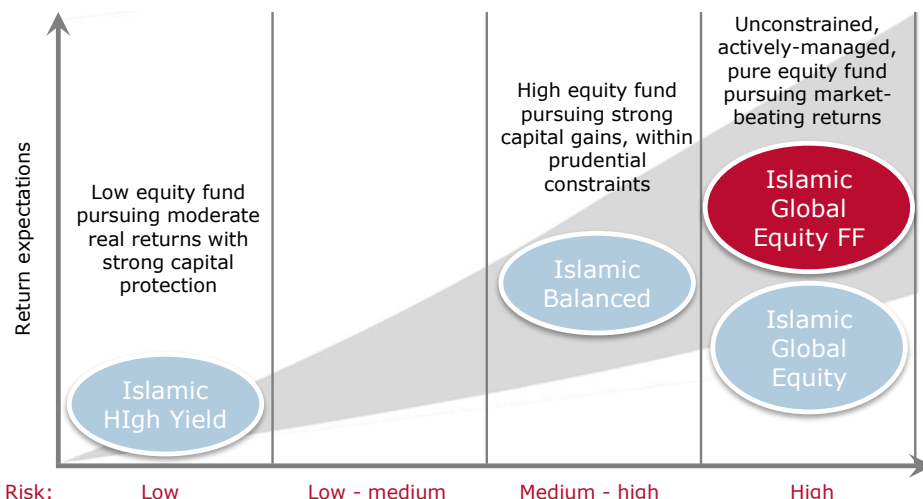 Unconstrained,
actively-managed,
pure equity fund
pursuing market-
beating returns
High equity fund
pursuing strong
capital gains, within
prudential
constraints
Low equity fund
pursuing moderate
real returns with
strong capital
protection
Return expectations
Islamic
Global
Equity FF
Islamic
Balanced
Islamic
Global
Equity
Islamic
HIgh Yield
Risk: Low Low - medium Medium - high High